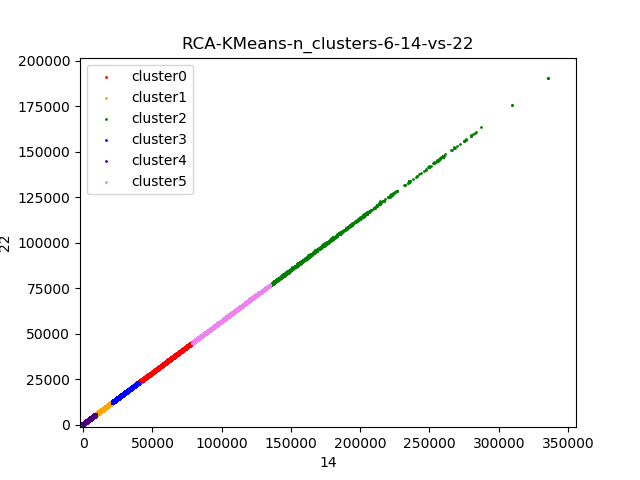 RCA-KMeans-n_clusters-6-14-vs-22
200000
175000
150000
125000
100000
75000
50000
25000
0
22
cluster0
cluster1
cluster2
cluster3
cluster4
cluster5
0 50000 100000 150000 200000 250000 300000 350000
14